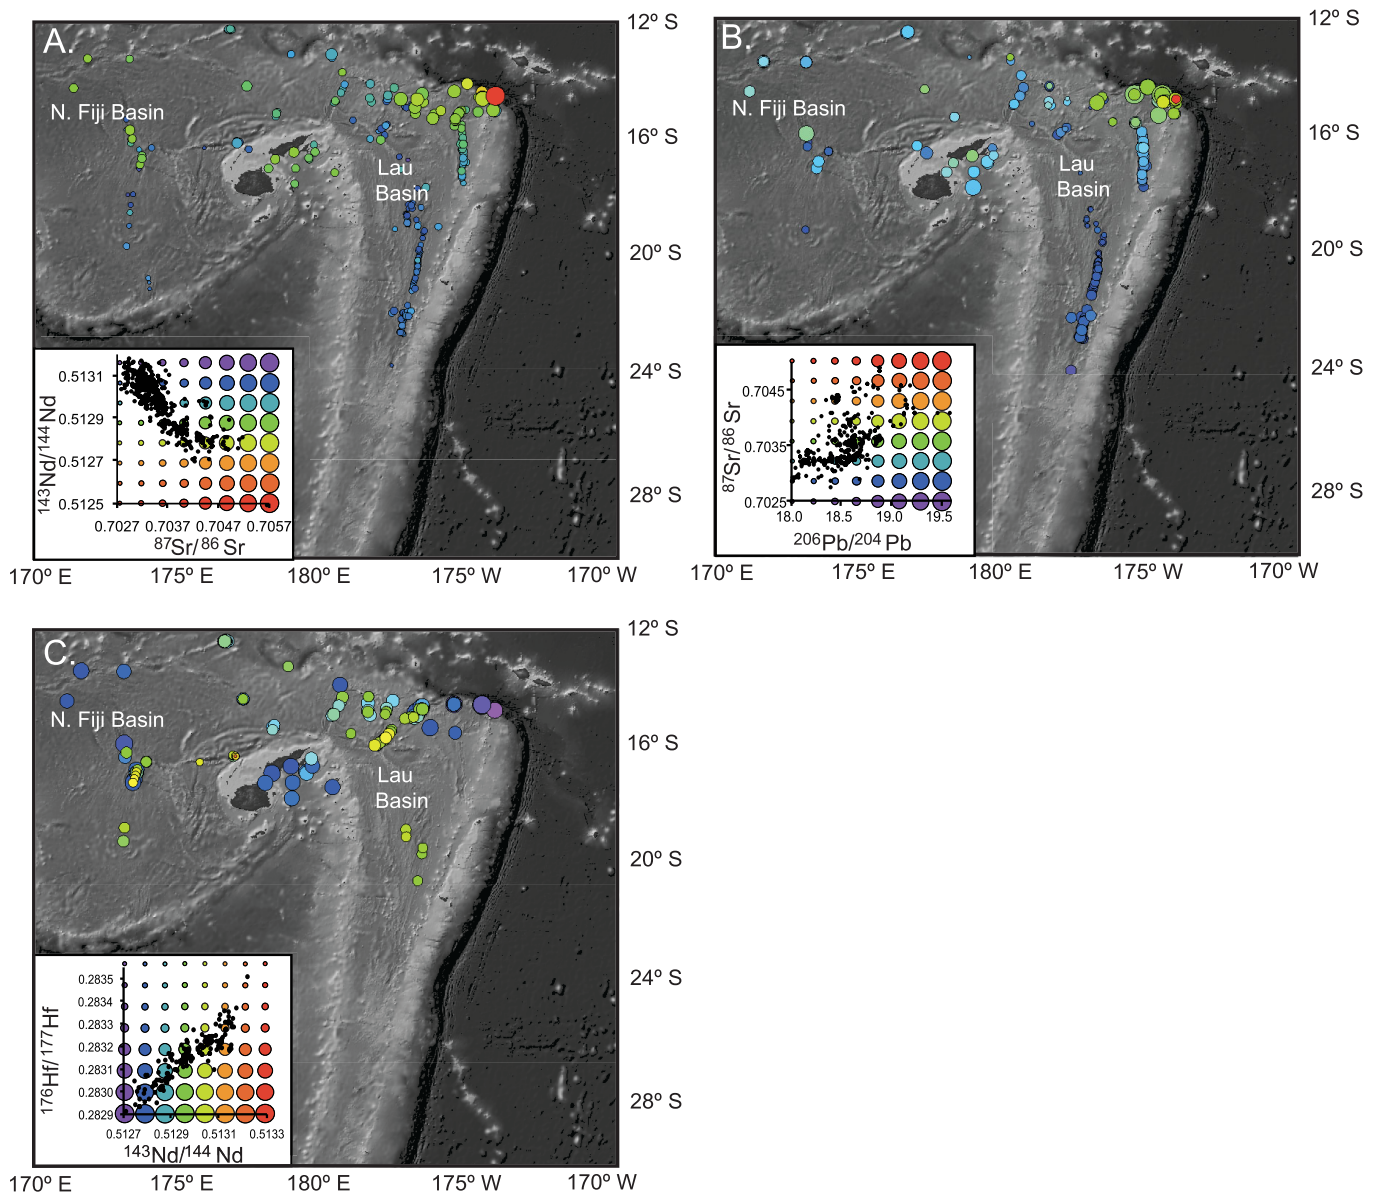 A.
N. Fiji Basin
Lau
Basin
12º S
16º S
20º S
24º S
28º S
0.5131
0.5129
0.5127
0.5125
143Nd/144Nd
0.7027 0.7037 0.7047 0.7057
87Sr/86 Sr
170º E 175º E 180º E 175º W 170º W
B.
N. Fiji Basin
Lau
Basin
12º S
16º S
20º S
24º S
28º S
0.7045
0.7035
0.7025
87Sr/86 Sr
18.0 18.5 19.0 19.5
206Pb/204 Pb
170º E 175º E 180º E 175º W 170º W
C.
N. Fiji Basin
Lau
Basin
12º S
16º S
20º S
24º S
28º S
0.2835
0.2834
0.2833
0.2832
0.2831
0.2830
0.2829
176Hf/177Hf
0.5127 0.5129 0.5131 0.5133
143Nd/144 Nd
170º E 175º E 180º E 175º W 170º W